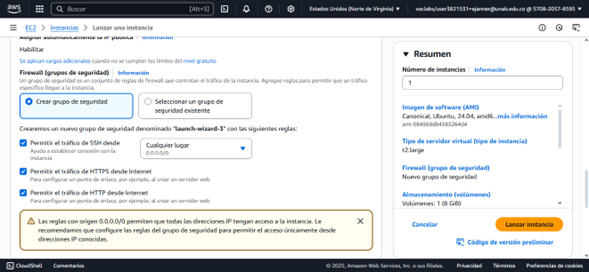 aws
Buscar
[Alt+S]
Estados Unidos (Norte de Virginia)
voclabs/user3821531=ejanner@unab.edu.co @ 5708-2057-8595
EC2 > Instancias > Lanzar una instancia
Asignar automáticamente la IP pública | Información
Habilitar
Se aplican cargos adicionales cuando no se cumplen los límites del nivel gratuito
Firewall (grupos de seguridad) | Información
Un grupo de seguridad es un conjunto de reglas de firewall que controlan el tráfico de la instancia. Agregue reglas para permitir que un tráfico
específico llegue a la instancia.
Crear grupo de seguridad
Seleccionar un grupo de
seguridad existente
Crearemos un nuevo grupo de seguridad denominado "launch-wizard-3" con las siguientes reglas:
Permitir el tráfico de SSH desde
Ayuda a establecer conexión con la
instancia
Cualquier lugar
0.0.0.0/0
Permitir el tráfico de HTTPS desde Internet
Para configurar un punto de enlace, por ejemplo, al crear un servidor web
Permitir el tráfico de HTTP desde Internet
Para configurar un punto de enlace, por ejemplo, al crear un servidor web
Las reglas con origen 0.0.0.0/0 permiten que todas las direcciones IP tengan acceso a la instancia. Le
recomendamos que configure las reglas del grupo de seguridad para permitir el acceso únicamente desde
direcciones IP conocidas.
Resumen
Número de instancias | Información
1
Imagen de software (AMI)
Canonical, Ubuntu, 24.04, amd6...más información
ami-084568db4383264d4
Tipo de servidor virtual (tipo de instancia)
t2.large
Firewall (grupo de seguridad)
Nuevo grupo de seguridad
Almacenamiento (volúmenes)
Volúmenes: 1 (8 GiB)
Cancelar
Lanzar instancia
Código de versión preliminar
CloudShell
Comentarios
© 2025, Amazon Web Services, Inc. o sus filiales.
Privacidad
Términos
Preferencias de cookies